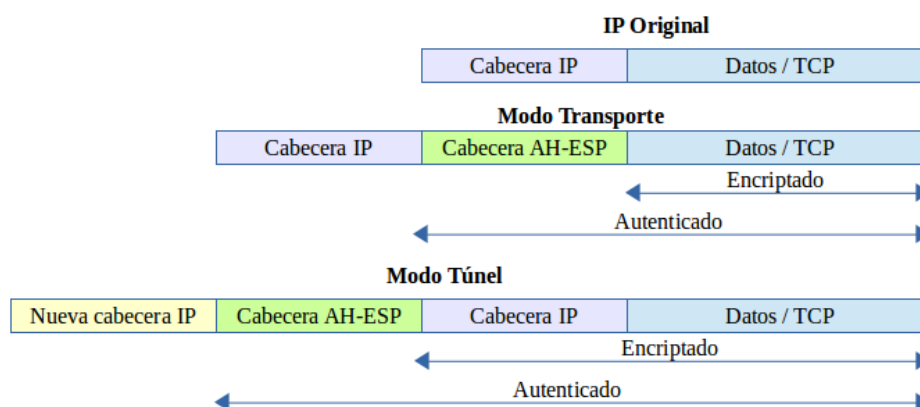 IP Original
Cabecera IP Datos / TCP
Modo Transporte
Cabecera IP Cabecera AH-ESP Datos / TCP
Encriptado
Autenticado
Modo Túnel
Nueva cabecera IP Cabecera AH-ESP Cabecera IP Datos / TCP
Encriptado
Autenticado